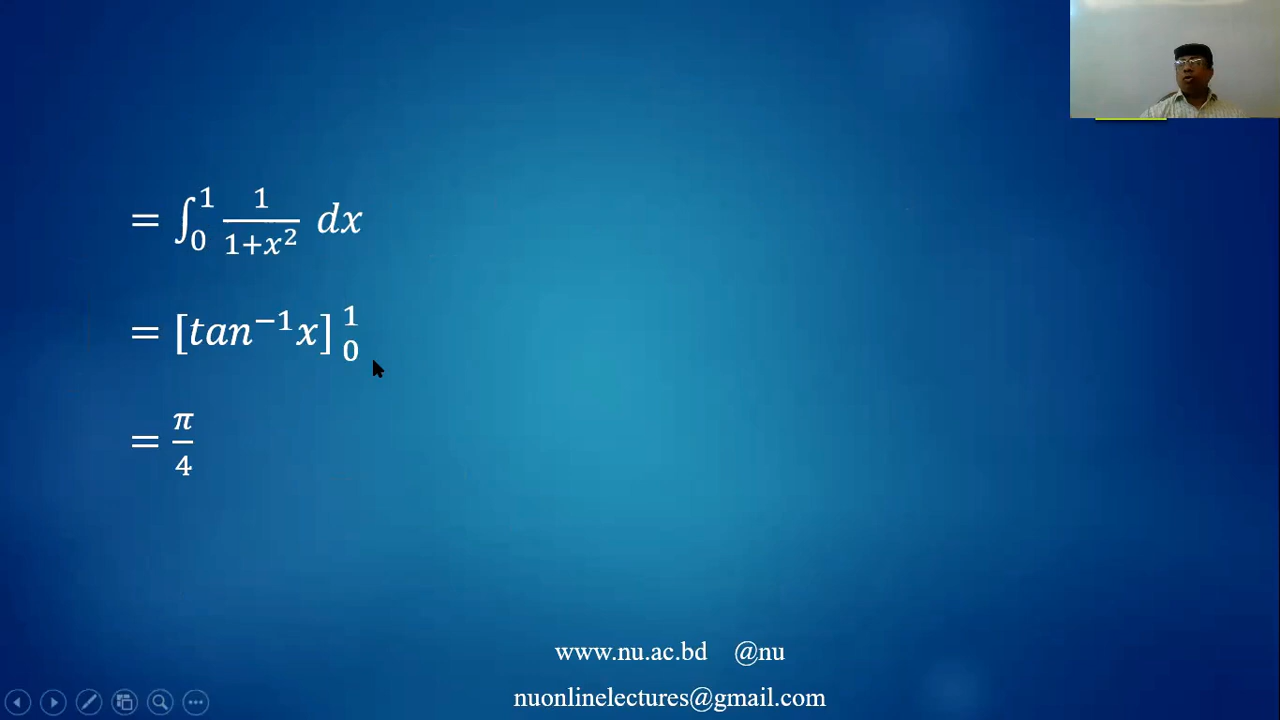 = ∫₀¹ 1/(1+x²) dx
= [tan⁻¹x] ₀¹
= π/4
www.nu.ac.bd @nu
nuonlinelectures@gmail.com